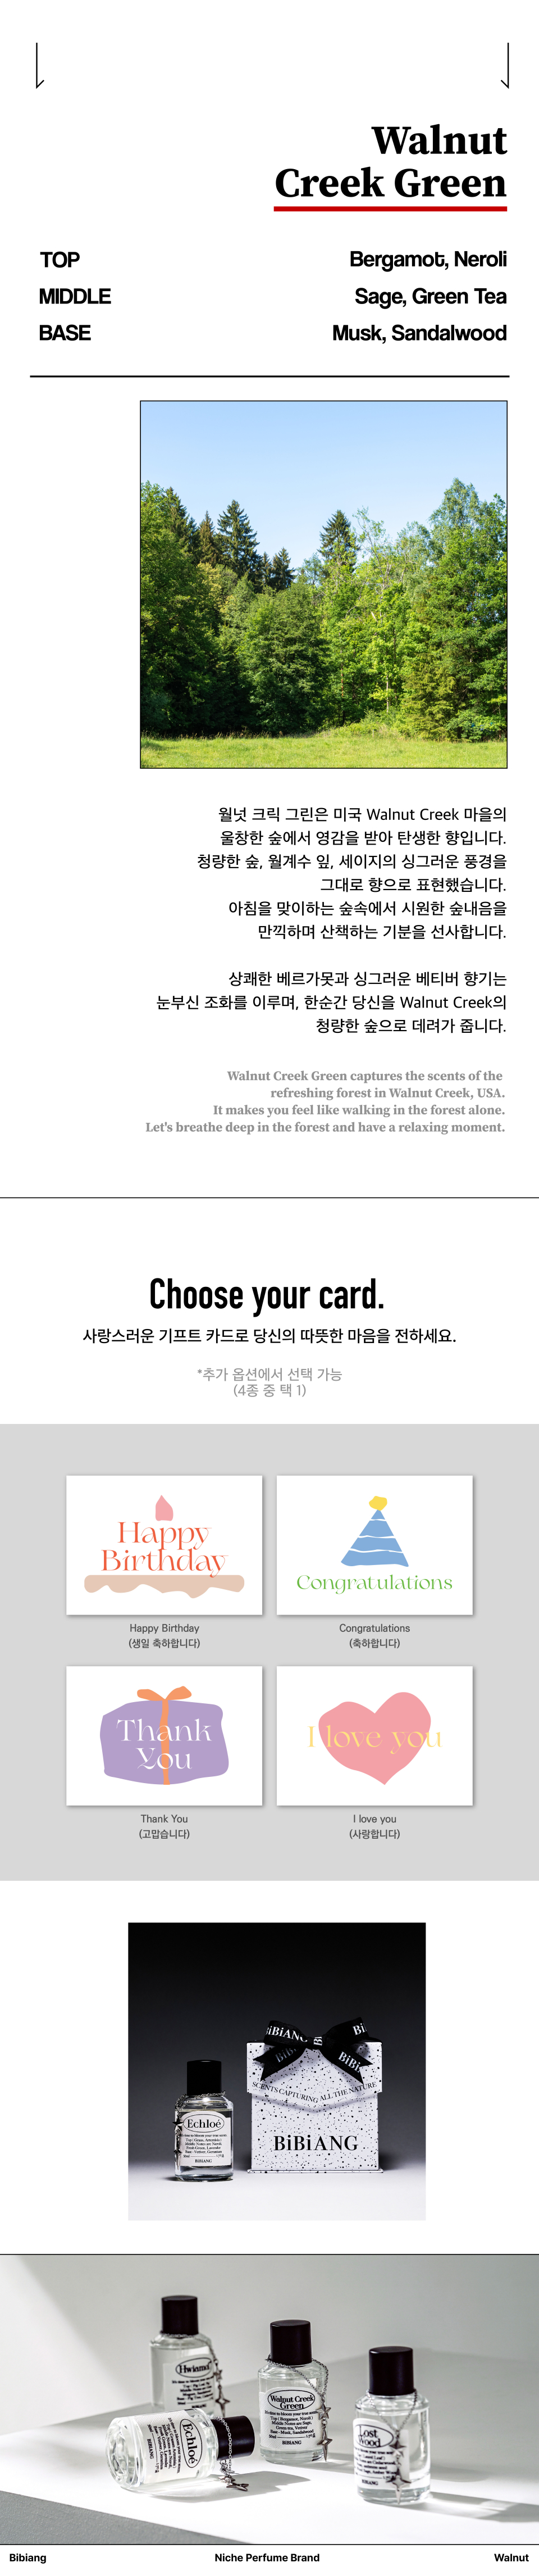 Walnut
Creek Green
TOP Bergamot, Neroli
MIDDLE Sage, Green Tea
BASE Musk, Sandalwood
월넛 크릭 그린은 미국 Walnut Creek 마을의
울창한 숲에서 영감을 받아 탄생한 향입니다.
청량한 숲, 월계수 잎, 세이지의 싱그러운 풍경을
그대로 향으로 표현했습니다.
아침을 맞이하는 숲속에서 시원한 숲내음을
만끽하며 산책하는 기분을 선사합니다.
상쾌한 베르가못과 싱그러운 베티버 향기는
눈부신 조화를 이루며, 한순간 당신을 Walnut Creek의
청량한 숲으로 데려가 줍니다.
Walnut Creek Green captures the scents of the
refreshing forest in Walnut Creek, USA.
It makes you feel like walking in the forest alone.
Let's breathe deep in the forest and have a relaxing moment.
Choose your card.
사랑스러운 기프트 카드로 당신의 따뜻한 마음을 전하세요.
*추가 옵션에서 선택 가능
(4종 중 택 1)
Happy
Birthday
Congratulations
Happy Birthday
(생일 축하합니다)
Congratulations
(축하합니다)
Thank
You
I love you
Thank You
(고맙습니다)
I love you
(사랑합니다)
BiBi
SCENTS CAPTURING ALL THE NATURE
BiBiANG
Echloé
BIBIANG
Hwiamo
Walnut Creek
Green
BIBIANG
Echloé
BIBIANG
Lost
Wood
BIBIANG
Bibiang
Niche Perfume Brand
Walnut